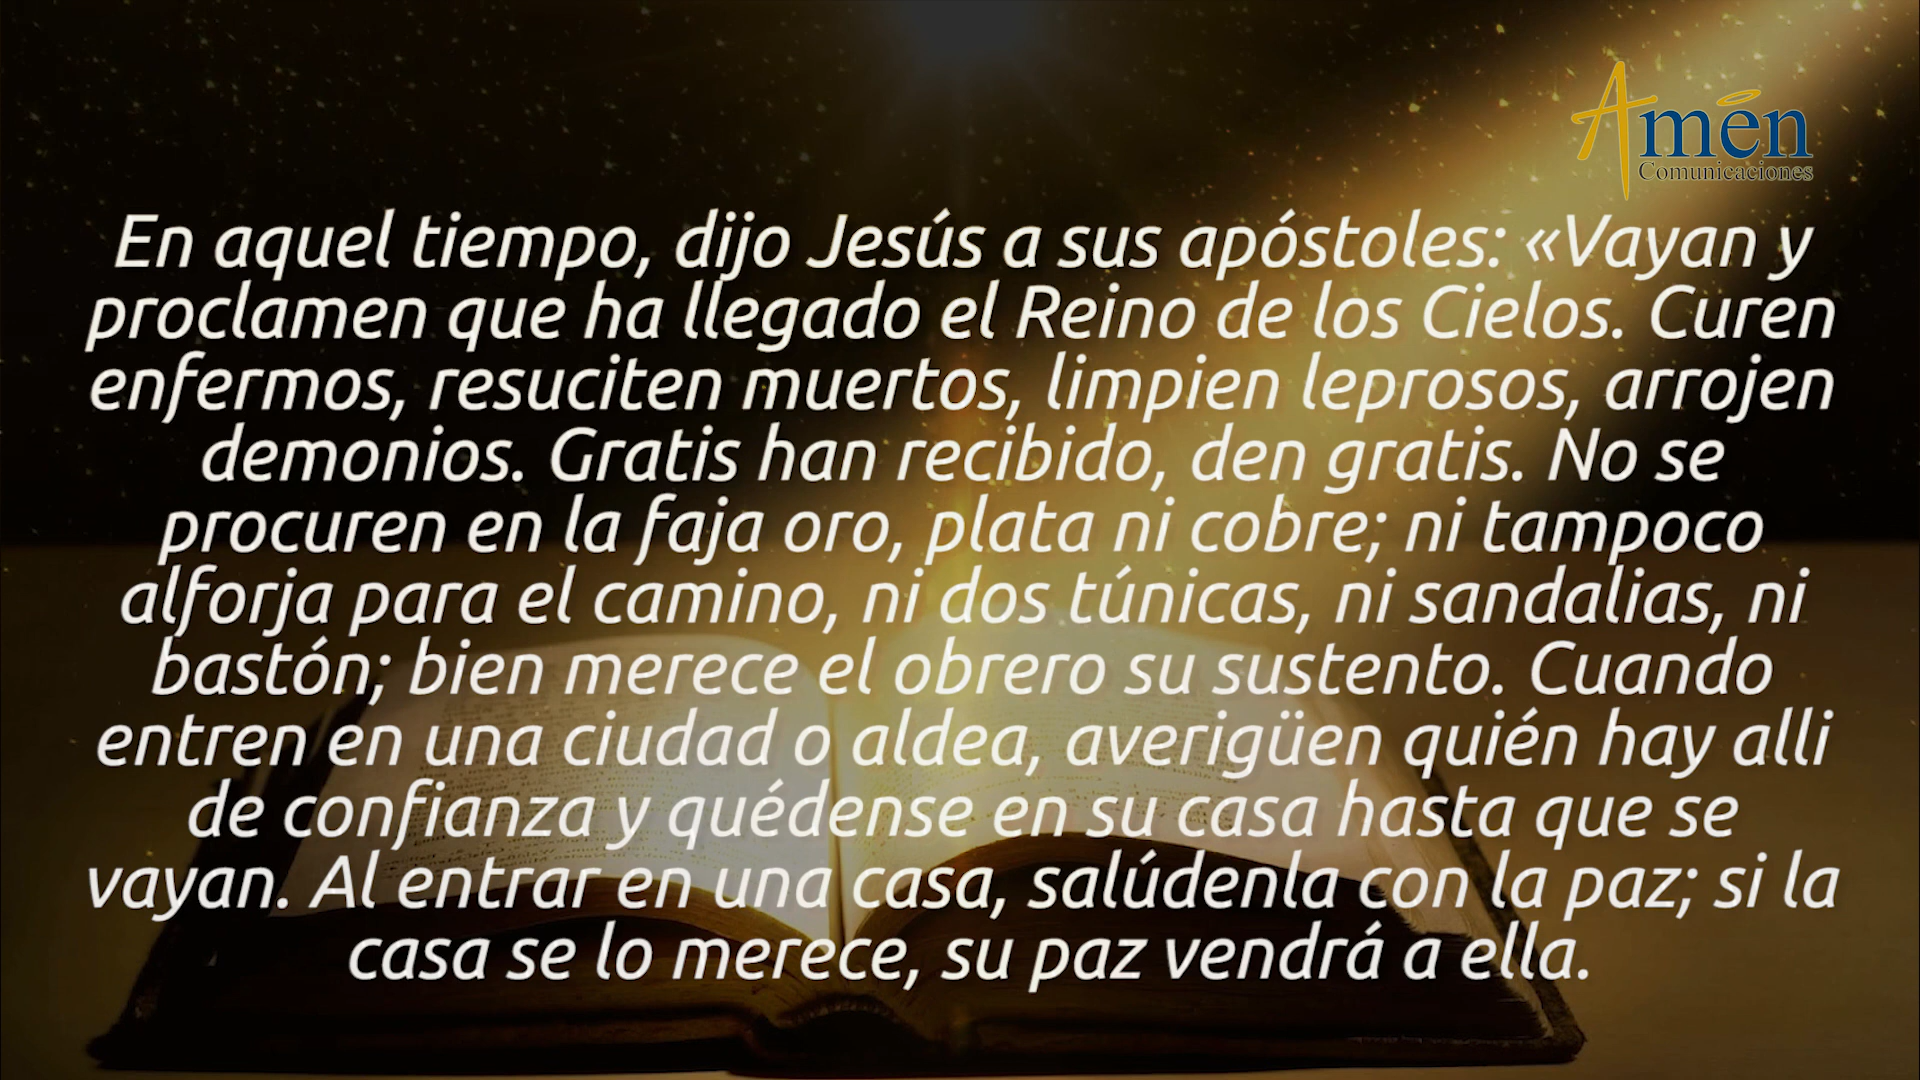 Amén
Comunicaciones
En aquel tiempo, dijo Jesús a sus apóstoles: «Vayan y
proclamen que ha llegado el Reino de los Cielos. Curen
enfermos, resuciten muertos, limpien leprosos, arrojen
demonios. Gratis han recibido, den gratis. No se
procuren en la faja oro, plata ni cobre; ni tampoco
alforja para el camino, ni dos túnicas, ni sandalias, ni
bastón; bien merece el obrero su sustento. Cuando
entren en una ciudad o aldea, averigüen quién hay alli
de confianza y quédense en su casa hasta que se
vayan. Al entrar en una casa, salúdenla con la paz; si la
casa se lo merece, su paz vendrá a ella.